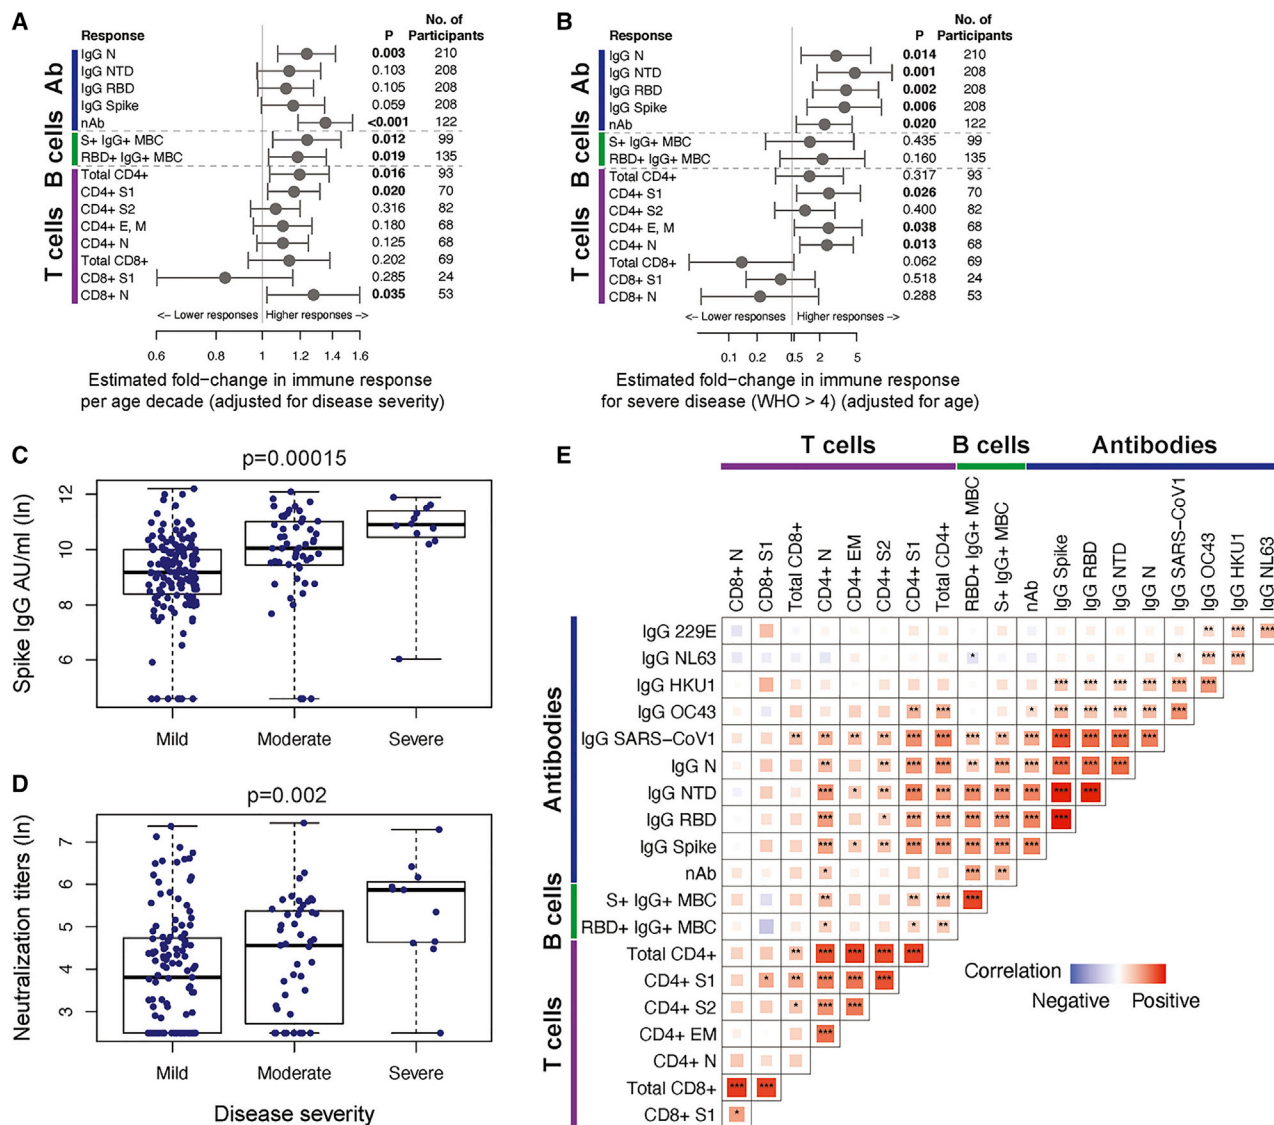 A
Response P No. of Participants
IgG N 0.003 210
IgG NTD 0.103 208
IgG RBD 0.105 208
IgG Spike 0.059 208
nAb <0.001 122
S+ IgG+ MBC 0.012 99
RBD+ IgG+ MBC 0.019 135
Total CD4+ 0.016 93
CD4+ S1 0.020 70
CD4+ S2 0.316 82
CD4+ E, M 0.180 68
CD4+ N 0.125 68
Total CD8+ 0.202 69
CD8+ S1 0.285 24
CD8+ N 0.035 53
Ab
B cells
T cells
<– Lower responses Higher responses –>
0.6 0.8 1 1.2 1.4 1.6
Estimated fold–change in immune response
per age decade (adjusted for disease severity)
B
Response P No. of Participants
IgG N 0.014 210
IgG NTD 0.001 208
IgG RBD 0.002 208
IgG Spike 0.006 208
nAb 0.020 122
S+ IgG+ MBC 0.435 99
RBD+ IgG+ MBC 0.160 135
Total CD4+ 0.317 93
CD4+ S1 0.026 70
CD4+ S2 0.400 82
CD4+ E, M 0.038 68
CD4+ N 0.013 68
Total CD8+ 0.062 69
CD8+ S1 0.518 24
CD8+ N 0.288 53
Ab
B cells
T cells
<– Lower responses Higher responses –>
0.1 0.2 0.5 2 5
Estimated fold–change in immune response
for severe disease (WHO > 4) (adjusted for age)
C
p=0.00015
Spike IgG AU/ml (ln)
12
10
8
6
Mild Moderate Severe
D
p=0.002
Neutralization titers (ln)
7
6
5
4
3
Mild Moderate Severe
Disease severity
E
T cells B cells Antibodies
CD8+ N
CD8+ S1
Total CD8+
CD4+ N
CD4+ EM
CD4+ S2
CD4+ S1
Total CD4+
RBD+ IgG+ MBC
S+ IgG+ MBC
nAb
IgG Spike
IgG RBD
IgG NTD
IgG N
IgG SARS–CoV1
IgG OC43
IgG HKU1
IgG NL63
Antibodies
B cells
T cells
IgG 229E ** *** ***
IgG NL63 * * *** ***
IgG HKU1 *** *** *** *** *** ***
IgG OC43 ** *** * *** *** *** *** ***
IgG SARS–CoV1 ** ** ** ** *** *** *** ** *** *** *** *** ***
IgG N ** ** *** *** ** *** *** *** *** ***
IgG NTD *** * ** *** *** *** *** *** *** ***
IgG RBD *** * *** *** *** *** *** ***
IgG Spike *** * ** *** *** *** *** ***
nAb * *** **
S+ IgG+ MBC ** ** *** ***
RBD+ IgG+ MBC * * **
Total CD4+ ** *** *** *** ***
CD4+ S1 * ** *** *** ***
CD4+ S2 * *** ***
CD4+ EM ***
CD4+ N
Total CD8+ *** ***
CD8+ S1 *
Correlation
Negative Positive